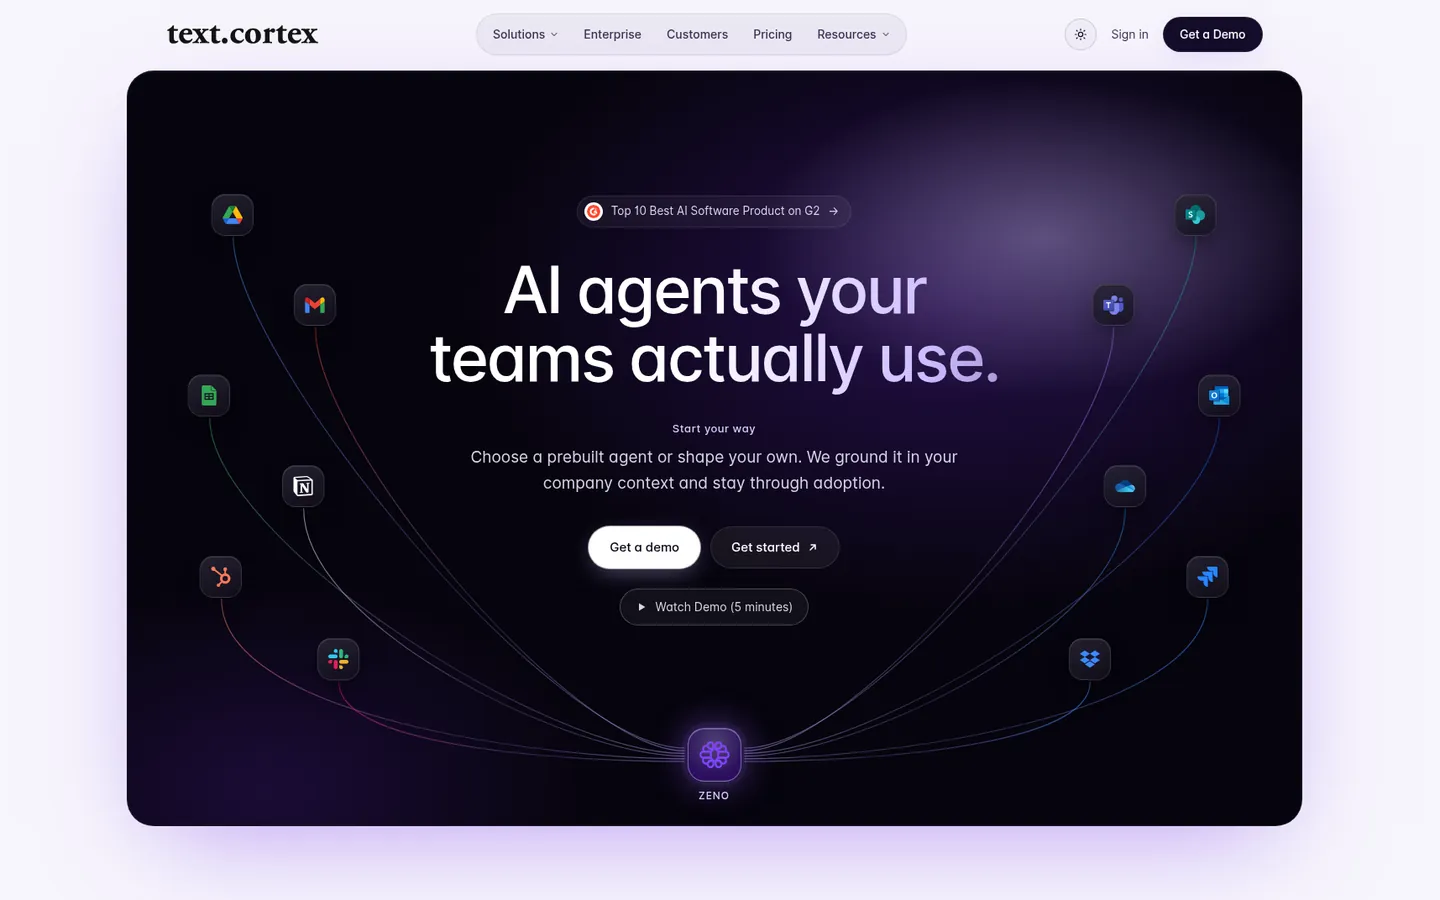 text.cortex
Solutions
Enterprise
Customers
Pricing
Resources
Sign in
Get a Demo
Top 10 Best AI Software Product on G2 →
AI agents your
teams actually use.
Start your way
Choose a prebuilt agent or shape your own. We ground it in your
company context and stay through adoption.
Get a demo
Get started
Watch Demo (5 minutes)
ZENO